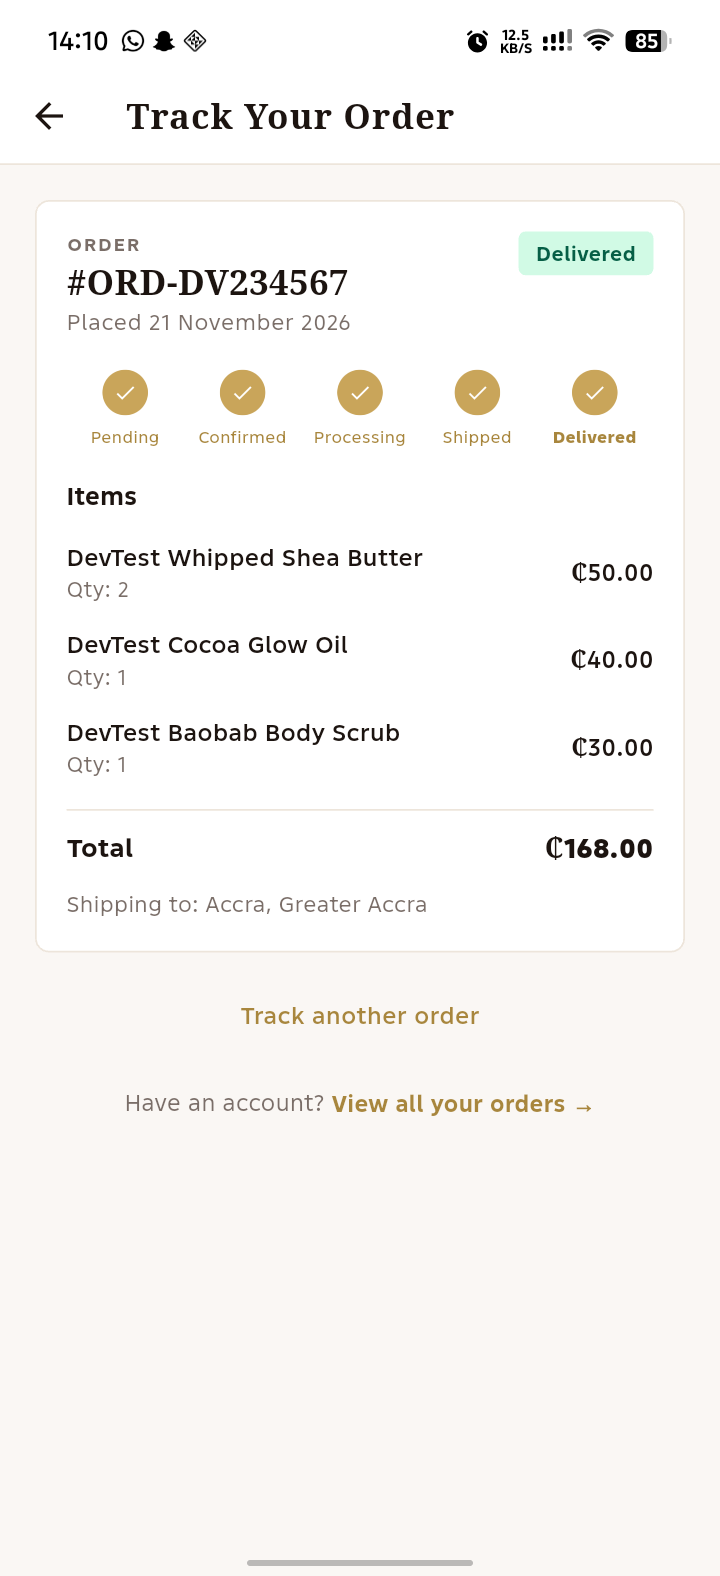 14:10
12.5
KB/S
85
Track Your Order
ORDER
Delivered
#ORD-DV234567
Placed 21 November 2026
Pending Confirmed Processing Shipped Delivered
Items
DevTest Whipped Shea Butter
Qty: 2
₵50.00
DevTest Cocoa Glow Oil
Qty: 1
₵40.00
DevTest Baobab Body Scrub
Qty: 1
₵30.00
Total ₵168.00
Shipping to: Accra, Greater Accra
Track another order
Have an account? View all your orders →